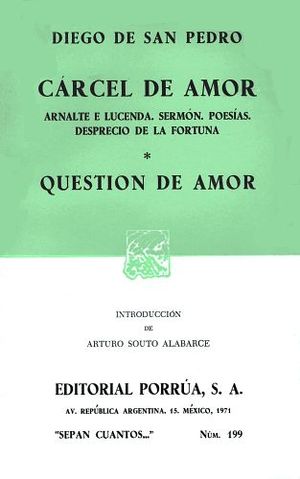 DIEGO DE SAN PEDRO
CÁRCEL DE AMOR
ARNALTE E LUCENDA. SERMÓN. POESÍAS.
DESPRECIO DE LA FORTUNA
*
QUESTION DE AMOR
INTRODUCCIÓN
DE
ARTURO SOUTO ALABARCE
EDITORIAL PORRÚA, S. A.
AV. REPÚBLICA ARGENTINA, 15. MÉXICO, 1971
"SEPAN CUANTOS..." NÚM. 199